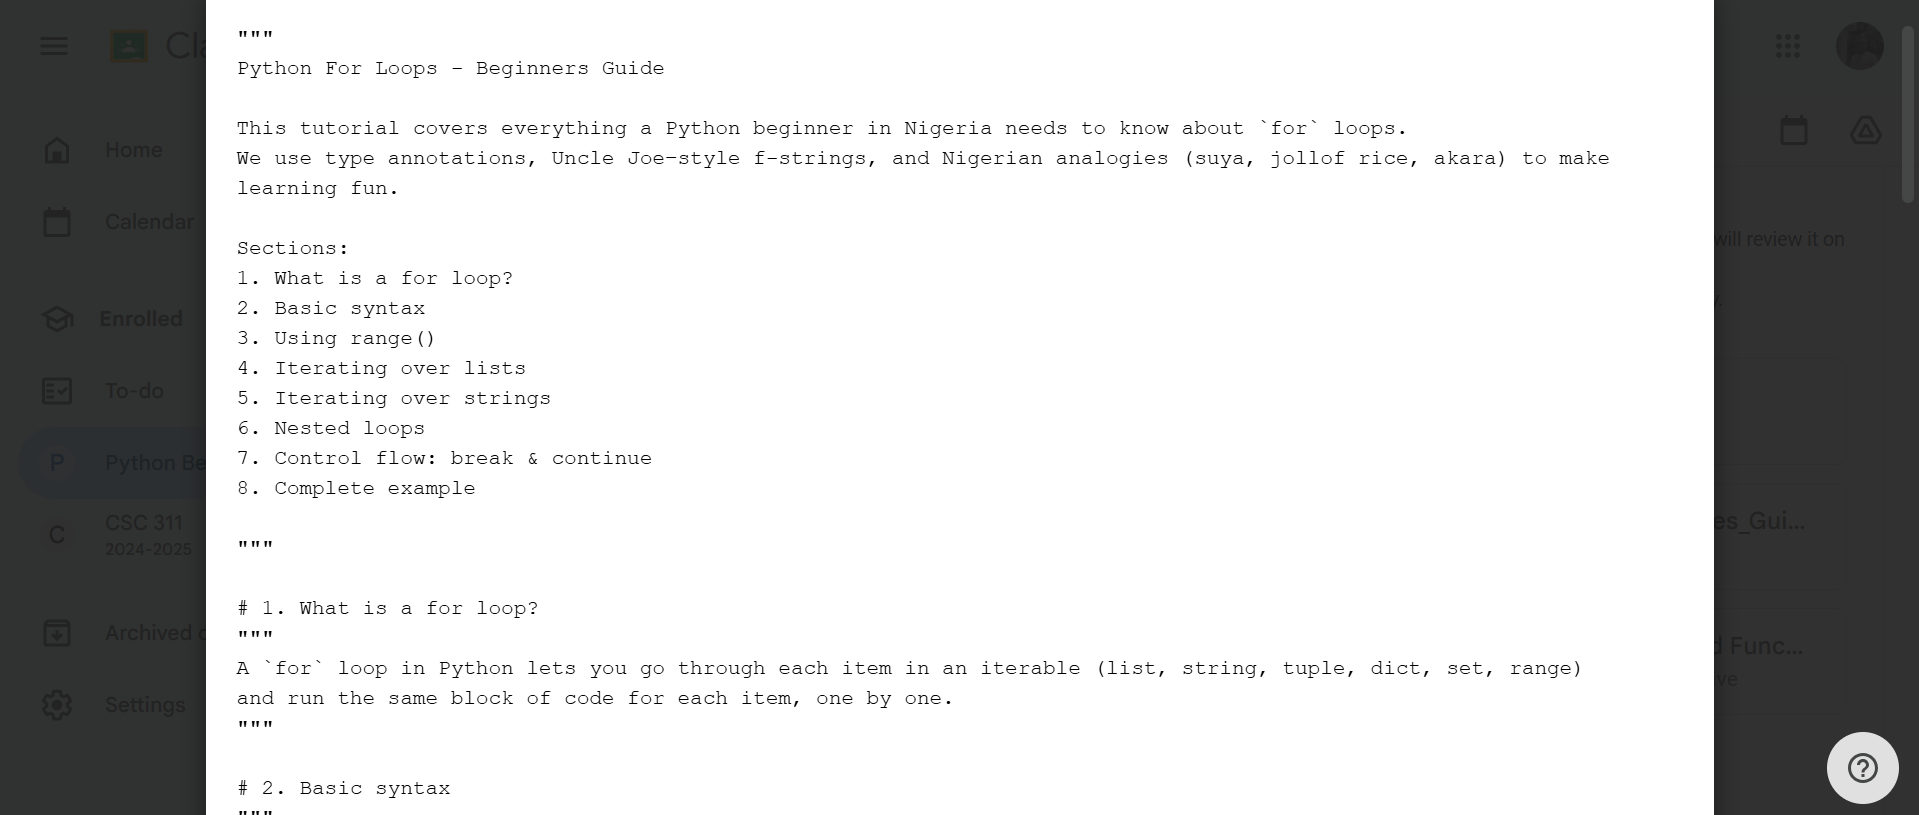 """
Python For Loops – Beginners Guide
This tutorial covers everything a Python beginner in Nigeria needs to know about `for` loops.
We use type annotations, Uncle Joe–style f-strings, and Nigerian analogies (suya, jollof rice, akara) to make
learning fun.
Sections:
1. What is a for loop?
2. Basic syntax
3. Using range()
4. Iterating over lists
5. Iterating over strings
6. Nested loops
7. Control flow: break & continue
8. Complete example
"""
# 1. What is a for loop?
"""
A `for` loop in Python lets you go through each item in an iterable (list, string, tuple, dict, set, range)
and run the same block of code for each item, one by one.
"""
# 2. Basic syntax
"""
Cla
Home
Calendar
Enrolled
To-do
P Python Be
C CSC 311
2024-2025
Archived c
Settings
will review it on
es_Gui...
d Func...
ve